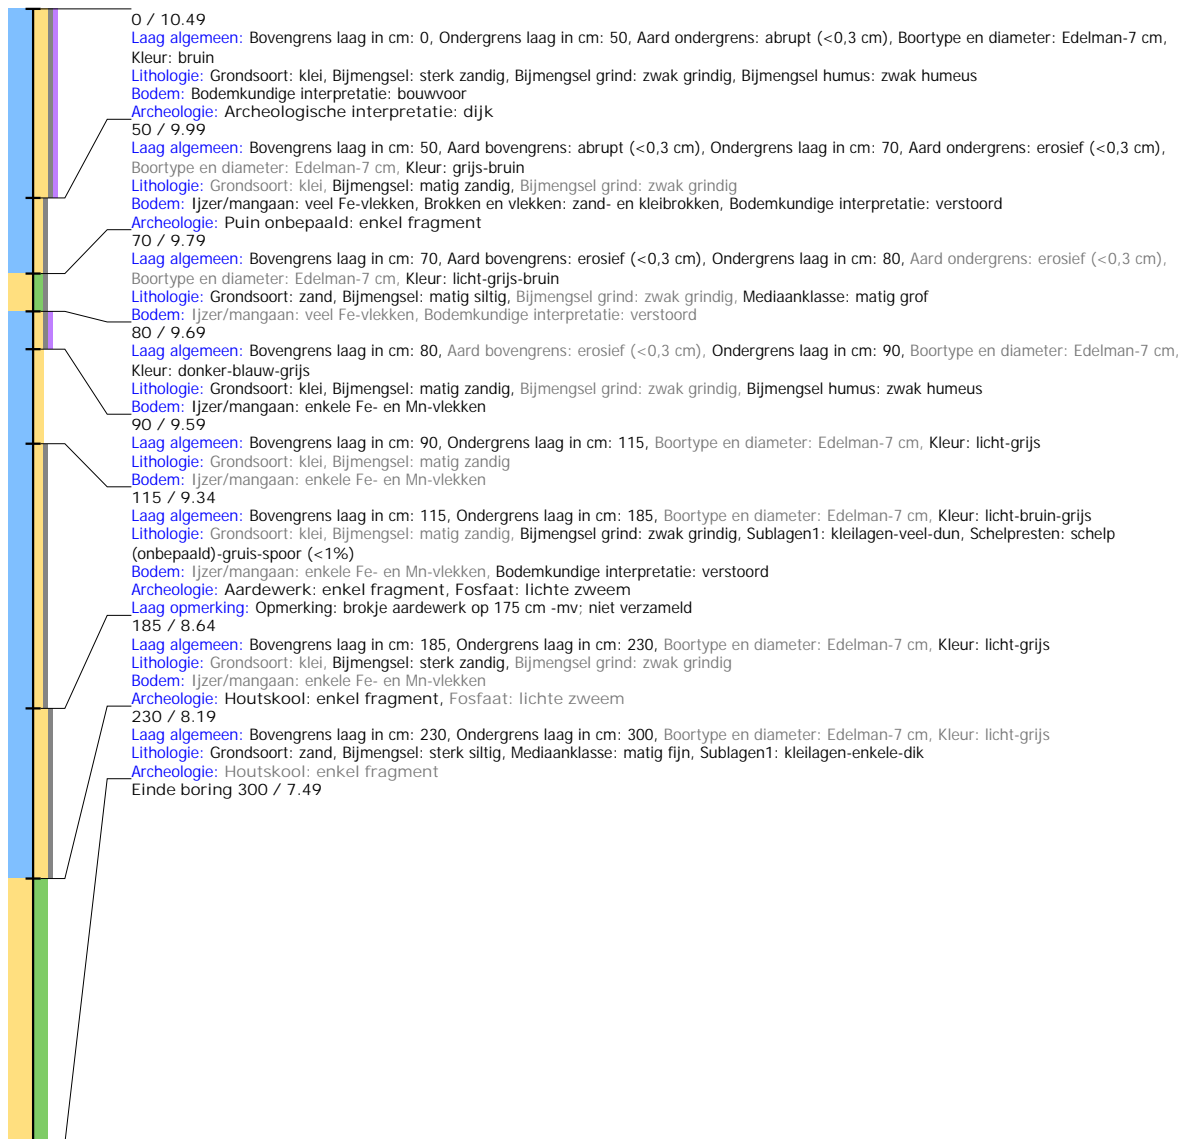 0 / 10.49
Laag algemeen: Bovengrens laag in cm: 0, Ondergrens laag in cm: 50, Aard ondergrens: abrupt (<0,3 cm), Boortype en diameter: Edelman-7 cm,
Kleur: bruin
Lithologie: Grondsoort: klei, Bijmengsel: sterk zandig, Bijmengsel grind: zwak grindig, Bijmengsel humus: zwak humeus
Bodem: Bodemkundige interpretatie: bouwvoor
Archeologie: Archeologische interpretatie: dijk
50 / 9.99
Laag algemeen: Bovengrens laag in cm: 50, Aard bovengrens: abrupt (<0,3 cm), Ondergrens laag in cm: 70, Aard ondergrens: erosief (<0,3 cm),
Boortype en diameter: Edelman-7 cm, Kleur: grijs-bruin
Lithologie: Grondsoort: klei, Bijmengsel: matig zandig, Bijmengsel grind: zwak grindig
Bodem: Ijzer/mangaan: veel Fe-vlekken, Brokken en vlekken: zand- en kleibrokken, Bodemkundige interpretatie: verstoord
Archeologie: Puin onbepaald: enkel fragment
70 / 9.79
Laag algemeen: Bovengrens laag in cm: 70, Aard bovengrens: erosief (<0,3 cm), Ondergrens laag in cm: 80, Aard ondergrens: erosief (<0,3 cm),
Boortype en diameter: Edelman-7 cm, Kleur: licht-grijs-bruin
Lithologie: Grondsoort: zand, Bijmengsel: matig siltig, Bijmengsel grind: zwak grindig, Mediaanklasse: matig grof
Bodem: Ijzer/mangaan: veel Fe-vlekken, Bodemkundige interpretatie: verstoord
80 / 9.69
Laag algemeen: Bovengrens laag in cm: 80, Aard bovengrens: erosief (<0,3 cm), Ondergrens laag in cm: 90, Boortype en diameter: Edelman-7 cm,
Kleur: donker-blauw-grijs
Lithologie: Grondsoort: klei, Bijmengsel: matig zandig, Bijmengsel grind: zwak grindig, Bijmengsel humus: zwak humeus
Bodem: Ijzer/mangaan: enkele Fe- en Mn-vlekken
90 / 9.59
Laag algemeen: Bovengrens laag in cm: 90, Ondergrens laag in cm: 115, Boortype en diameter: Edelman-7 cm, Kleur: licht-grijs
Lithologie: Grondsoort: klei, Bijmengsel: matig zandig
Bodem: Ijzer/mangaan: enkele Fe- en Mn-vlekken
115 / 9.34
Laag algemeen: Bovengrens laag in cm: 115, Ondergrens laag in cm: 185, Boortype en diameter: Edelman-7 cm, Kleur: licht-bruin-grijs
Lithologie: Grondsoort: klei, Bijmengsel: matig zandig, Bijmengsel grind: zwak grindig, Sublagen1: kleilagen-veel-dun, Schelpresten: schelp
(onbepaald)-gruis-spoor (<1%)
Bodem: Ijzer/mangaan: enkele Fe- en Mn-vlekken, Bodemkundige interpretatie: verstoord
Archeologie: Aardewerk: enkel fragment, Fosfaat: lichte zweem
Laag opmerking: Opmerking: brokje aardewerk op 175 cm -mv; niet verzameld
185 / 8.64
Laag algemeen: Bovengrens laag in cm: 185, Ondergrens laag in cm: 230, Boortype en diameter: Edelman-7 cm, Kleur: licht-grijs
Lithologie: Grondsoort: klei, Bijmengsel: sterk zandig, Bijmengsel grind: zwak grindig
Bodem: Ijzer/mangaan: enkele Fe- en Mn-vlekken
Archeologie: Houtskool: enkel fragment, Fosfaat: lichte zweem
230 / 8.19
Laag algemeen: Bovengrens laag in cm: 230, Ondergrens laag in cm: 300, Boortype en diameter: Edelman-7 cm, Kleur: licht-grijs
Lithologie: Grondsoort: zand, Bijmengsel: sterk siltig, Mediaanklasse: matig fijn, Sublagen1: kleilagen-enkele-dik
Archeologie: Houtskool: enkel fragment
Einde boring 300 / 7.49